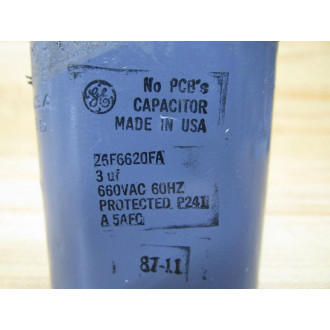 No PCB's
CAPACITOR
MADE IN USA
26F6620FA
3 uf
660VAC 60HZ
PROTECTED P241
A 5AFC
87-11